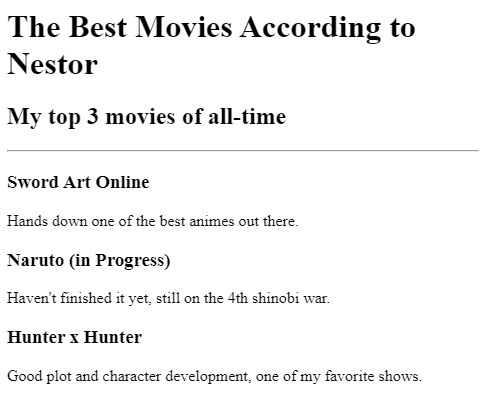 The Best Movies According to
Nestor
My top 3 movies of all-time
Sword Art Online
Hands down one of the best animes out there.
Naruto (in Progress)
Haven't finished it yet, still on the 4th shinobi war.
Hunter x Hunter
Good plot and character development, one of my favorite shows.